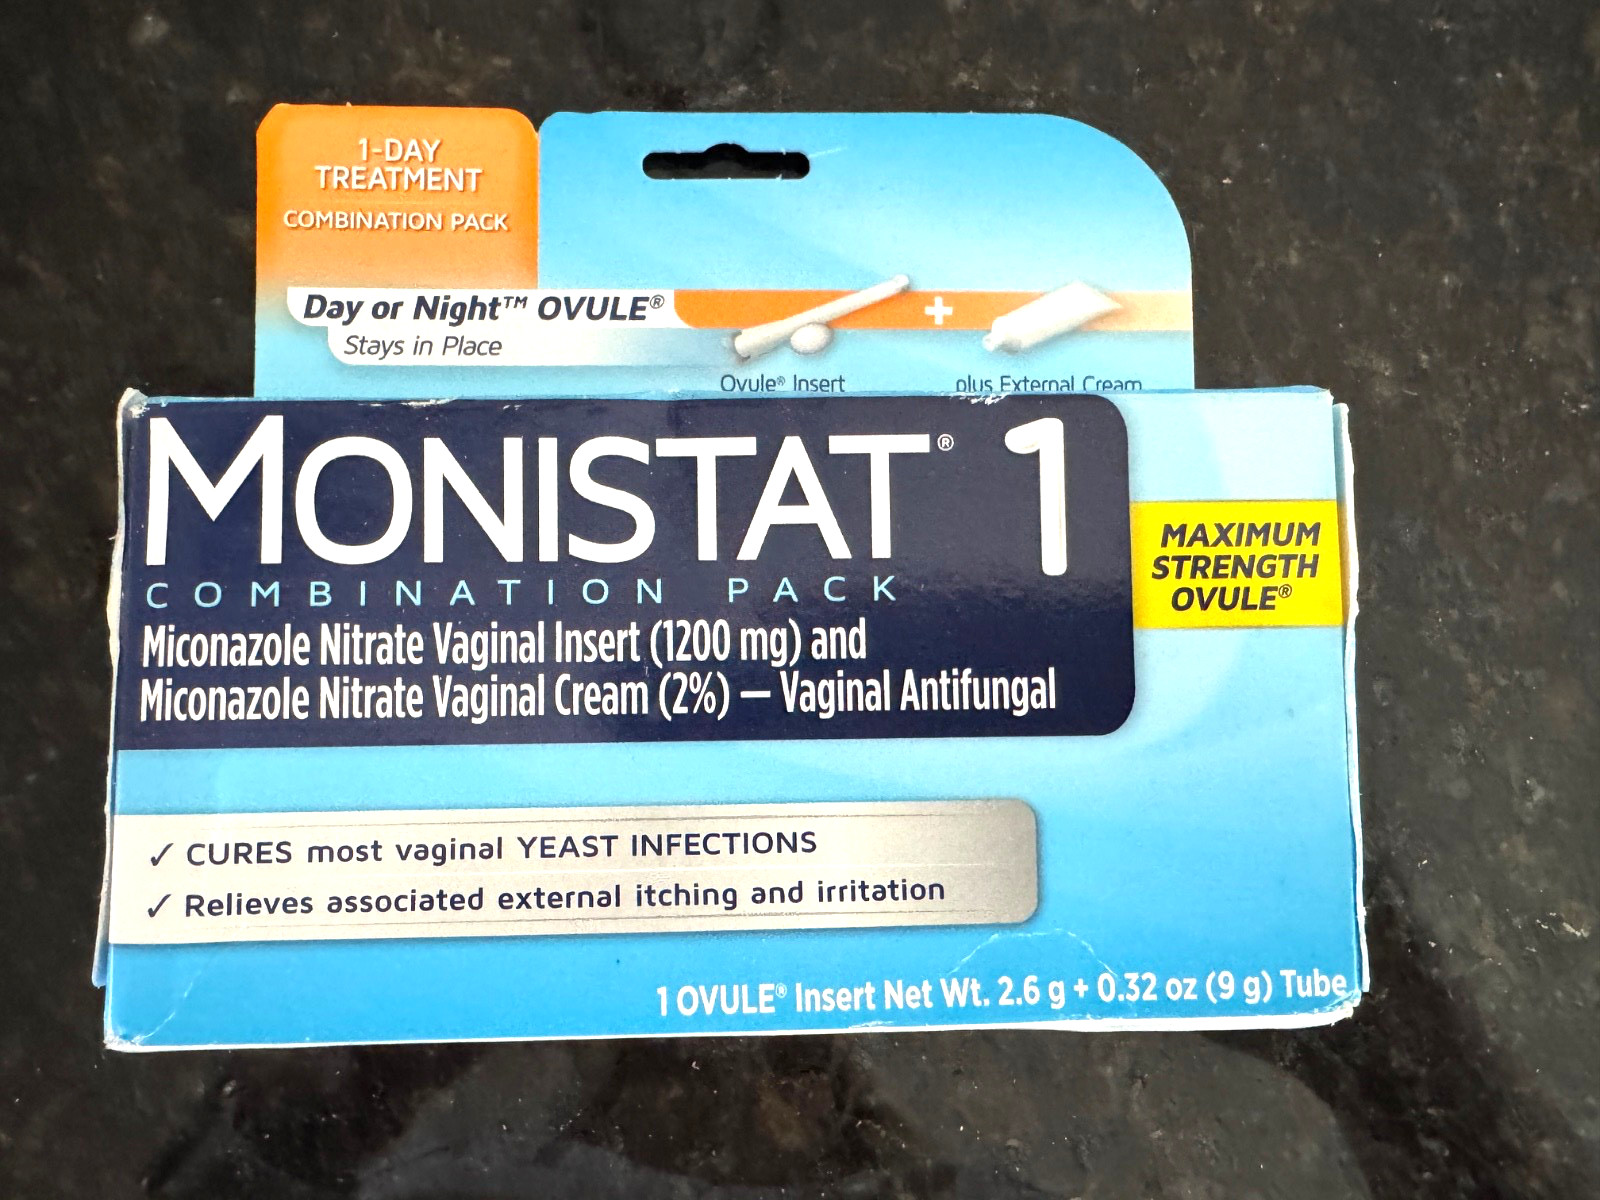 1-DAY
TREATMENT
COMBINATION PACK
Day or Night™ OVULE®
Stays in Place
+
Ovule® Insert
plus External Cream
MONISTAT® 1
COMBINATION PACK
Miconazole Nitrate Vaginal Insert (1200 mg) and
Miconazole Nitrate Vaginal Cream (2%) — Vaginal Antifungal
MAXIMUM
STRENGTH
OVULE®
✓ CURES most vaginal YEAST INFECTIONS
✓ Relieves associated external itching and irritation
1 OVULE® Insert Net Wt. 2.6 g + 0.32 oz (9 g) Tube